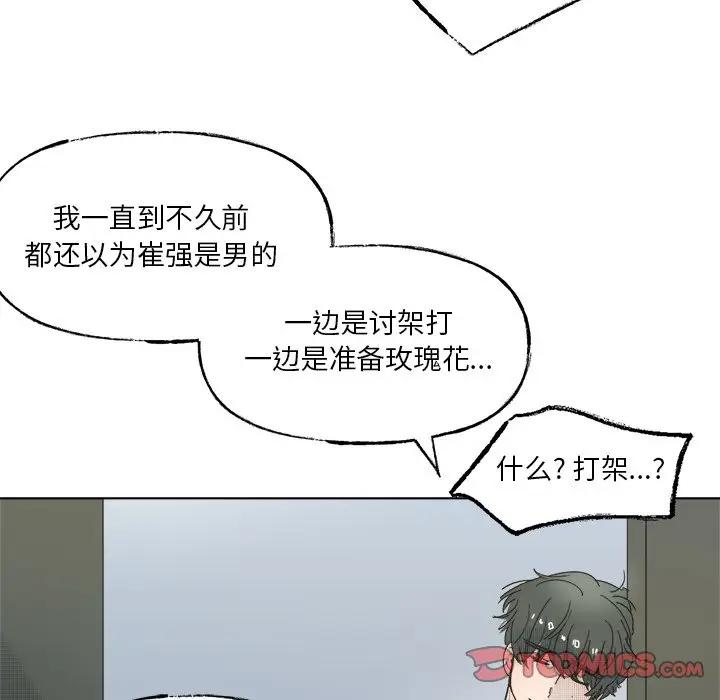 我一直到不久前
都还以为崔强是男的
一边是讨架打
一边是准备玫瑰花...
什么? 打架...?
TOOMICS.COM